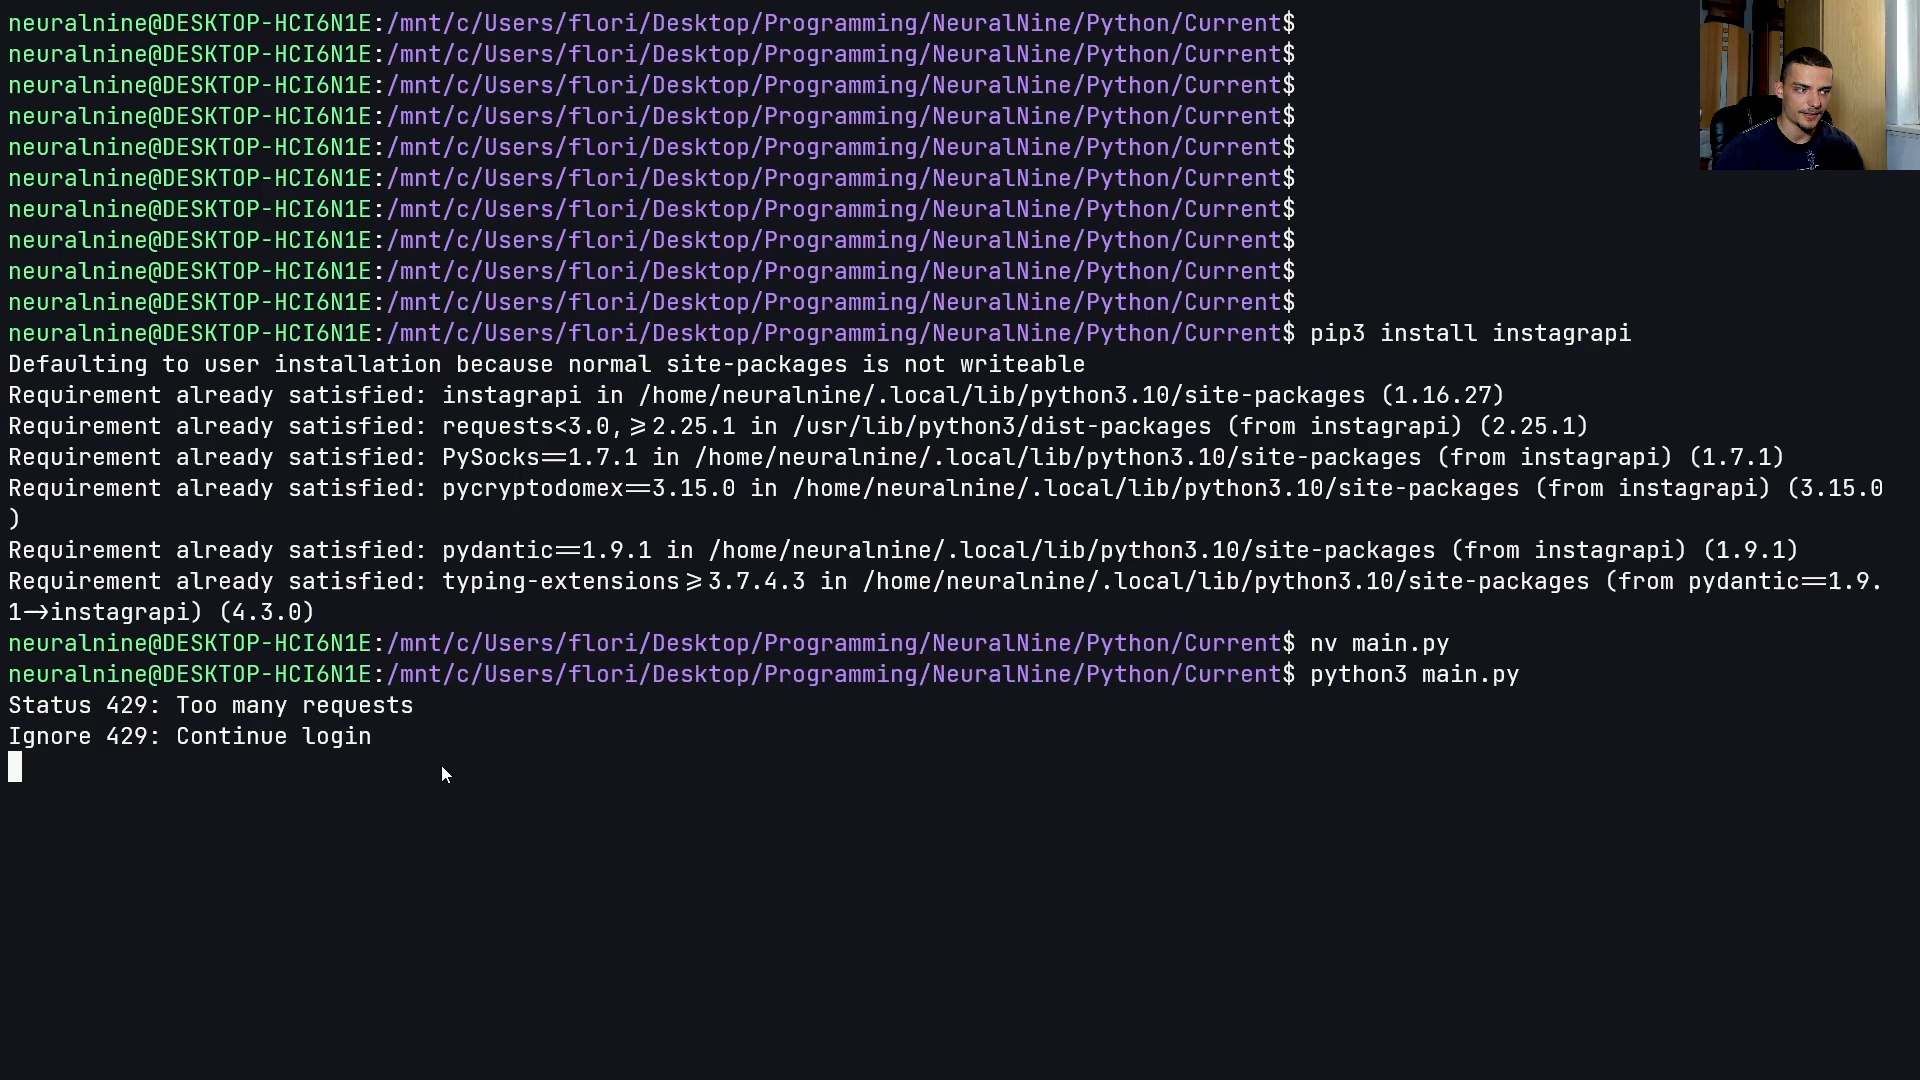 neuralnine@DESKTOP-HCI6N1E:/mnt/c/Users/flori/Desktop/Programming/NeuralNine/Python/Current$
neuralnine@DESKTOP-HCI6N1E:/mnt/c/Users/flori/Desktop/Programming/NeuralNine/Python/Current$
neuralnine@DESKTOP-HCI6N1E:/mnt/c/Users/flori/Desktop/Programming/NeuralNine/Python/Current$
neuralnine@DESKTOP-HCI6N1E:/mnt/c/Users/flori/Desktop/Programming/NeuralNine/Python/Current$
neuralnine@DESKTOP-HCI6N1E:/mnt/c/Users/flori/Desktop/Programming/NeuralNine/Python/Current$
neuralnine@DESKTOP-HCI6N1E:/mnt/c/Users/flori/Desktop/Programming/NeuralNine/Python/Current$
neuralnine@DESKTOP-HCI6N1E:/mnt/c/Users/flori/Desktop/Programming/NeuralNine/Python/Current$
neuralnine@DESKTOP-HCI6N1E:/mnt/c/Users/flori/Desktop/Programming/NeuralNine/Python/Current$
neuralnine@DESKTOP-HCI6N1E:/mnt/c/Users/flori/Desktop/Programming/NeuralNine/Python/Current$
neuralnine@DESKTOP-HCI6N1E:/mnt/c/Users/flori/Desktop/Programming/NeuralNine/Python/Current$
neuralnine@DESKTOP-HCI6N1E:/mnt/c/Users/flori/Desktop/Programming/NeuralNine/Python/Current$ pip3 install instagrapi
Defaulting to user installation because normal site-packages is not writeable
Requirement already satisfied: instagrapi in /home/neuralnine/.local/lib/python3.10/site-packages (1.16.27)
Requirement already satisfied: requests<3.0,>=2.25.1 in /usr/lib/python3/dist-packages (from instagrapi) (2.25.1)
Requirement already satisfied: PySocks==1.7.1 in /home/neuralnine/.local/lib/python3.10/site-packages (from instagrapi) (1.7.1)
Requirement already satisfied: pycryptodomex==3.15.0 in /home/neuralnine/.local/lib/python3.10/site-packages (from instagrapi) (3.15.0
)
Requirement already satisfied: pydantic==1.9.1 in /home/neuralnine/.local/lib/python3.10/site-packages (from instagrapi) (1.9.1)
Requirement already satisfied: typing-extensions>=3.7.4.3 in /home/neuralnine/.local/lib/python3.10/site-packages (from pydantic==1.9.
1->instagrapi) (4.3.0)
neuralnine@DESKTOP-HCI6N1E:/mnt/c/Users/flori/Desktop/Programming/NeuralNine/Python/Current$ nv main.py
neuralnine@DESKTOP-HCI6N1E:/mnt/c/Users/flori/Desktop/Programming/NeuralNine/Python/Current$ python3 main.py
Status 429: Too many requests
Ignore 429: Continue login